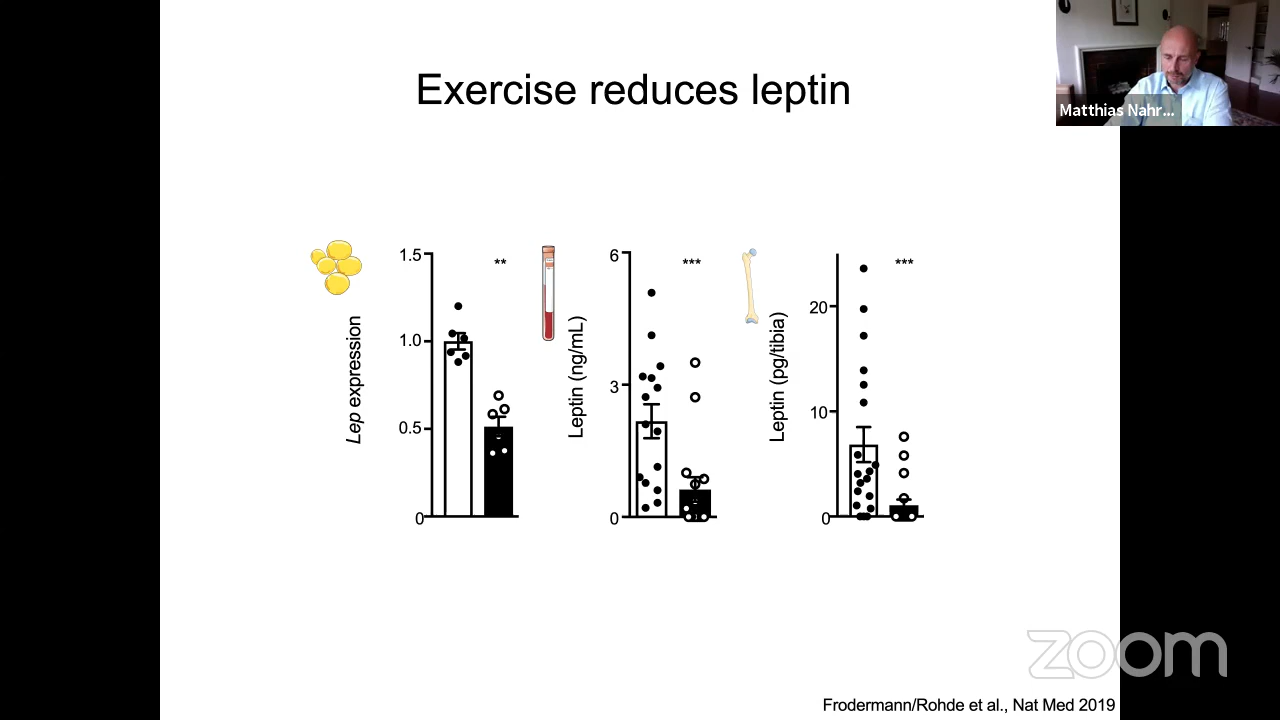 Exercise reduces leptin
Matthias Nahr...
Lep expression
1.5
1.0
0.5
0
**
Leptin (ng/mL)
6
3
0
***
Leptin (pg/tibia)
20
10
0
***
zoom
Frodermann/Rohde et al., Nat Med 2019